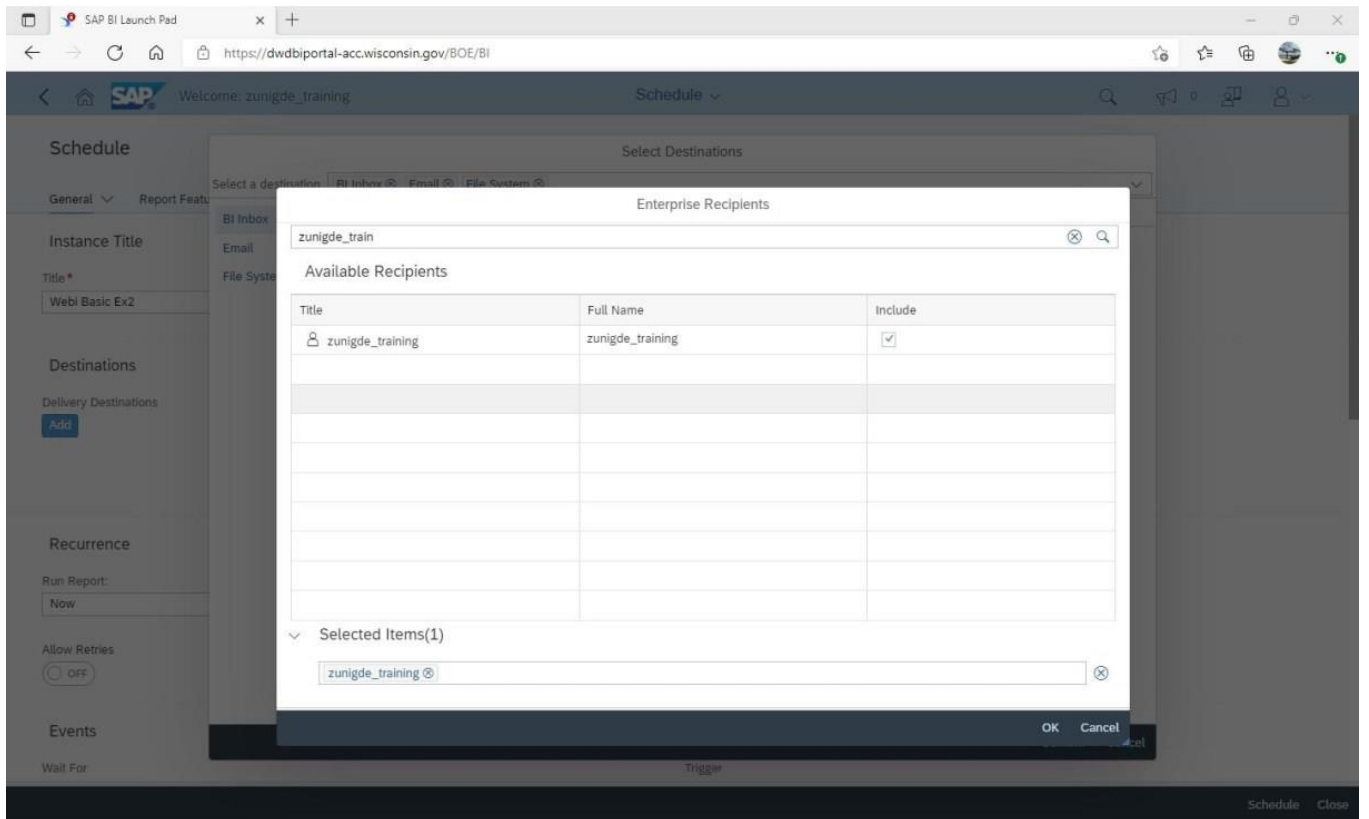 SAP BI Launch Pad
https://dwdbiportal-acc.wisconsin.gov/BOE/BI
SAP Welcome: zunigde_training Schedule 0
Schedule
Select Destinations
Select a destination BI Inbox Email File System
General Report Featu
Enterprise Recipients
BI Inbox
zunigde_train
Instance Title
Email
Available Recipients
Title *
File Syste
Webi Basic Ex2
Title Full Name Include
zunigde_training zunigde_training
Destinations
Delivery Destinations
Add
Recurrence
Run Report:
Now
Selected Items(1)
Allow Retries
OFF
zunigde_training
OK Cancel
Events
Wait For
Trigger
Schedule Close